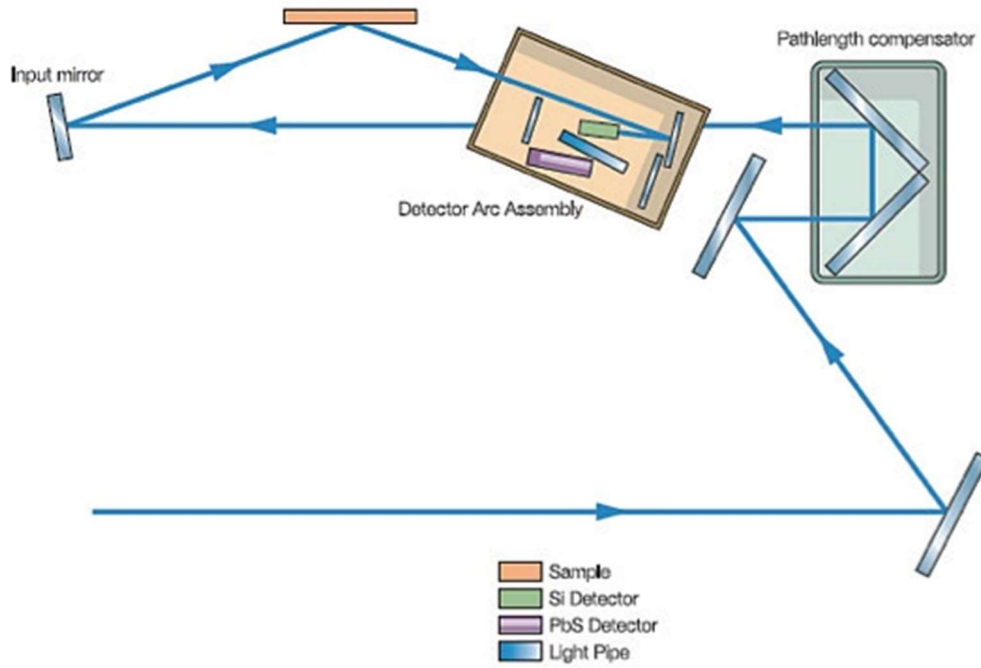 Pathlength compensator
Input mirror
Detector Arc Assembly
Sample
Si Detector
PbS Detector
Light Pipe